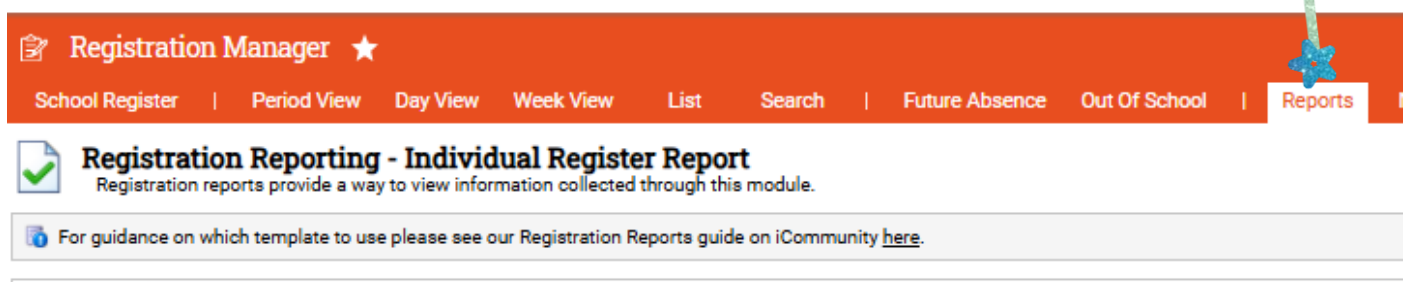 Registration Manager
School Register | Period View Day View Week View List Search | Future Absence Out Of School | Reports
Registration Reporting - Individual Register Report
Registration reports provide a way to view information collected through this module.
For guidance on which template to use please see our Registration Reports guide on iCommunity here.